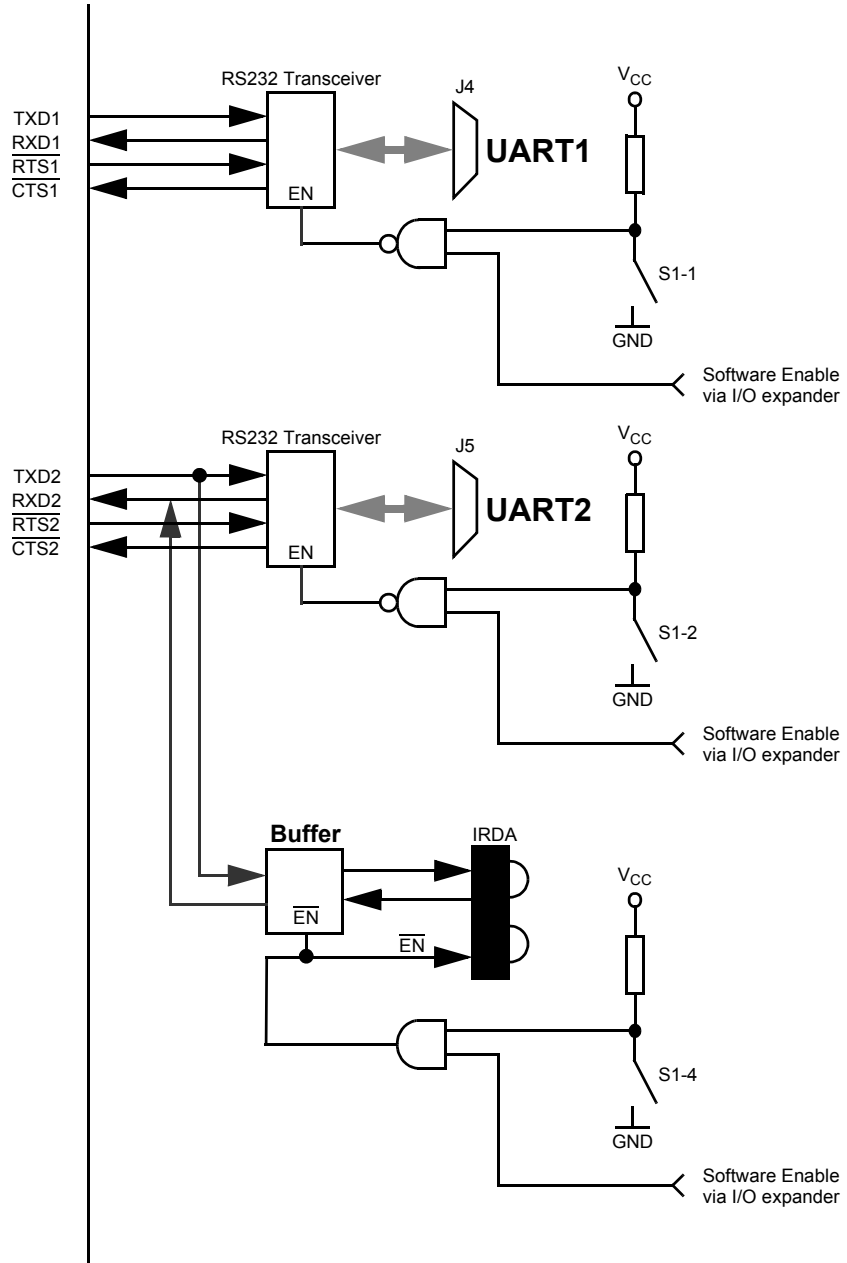 RS232 Transceiver
J4
VCC
TXD1
RXD1
RTS1
CTS1
UART1
EN
S1-1
GND
Software Enable
via I/O expander
RS232 Transceiver
J5
VCC
TXD2
RXD2
RTS2
CTS2
UART2
EN
S1-2
GND
Software Enable
via I/O expander
Buffer
IRDA
VCC
EN
EN
S1-4
GND
Software Enable
via I/O expander